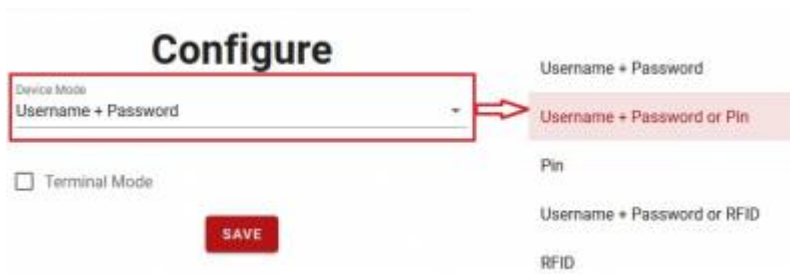 Configure
Device Mode
Username + Password
Terminal Mode
SAVE
Username + Password
Username + Password or Pin
Pin
Username + Password or RFID
RFID